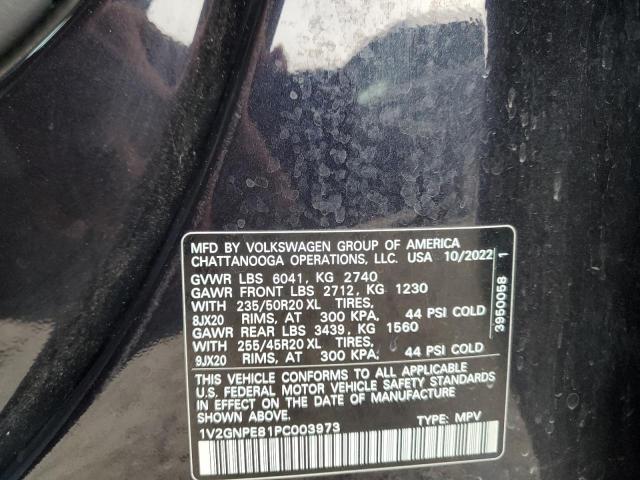 MFD BY VOLKSWAGEN GROUP OF AMERICA
CHATTANOOGA OPERATIONS, LLC. USA 10/2022
GVWR LBS 6041, KG 2740
GAWR FRONT LBS 2712, KG 1230
WITH 235/50R20 XL TIRES,
8JX20 RIMS, AT 300 KPA, 44 PSI COLD
GAWR REAR LBS 3439, KG 1560
WITH 255/45R20 XL TIRES,
9JX20 RIMS, AT 300 KPA, 44 PSI COLD
THIS VEHICLE CONFORMS TO ALL APPLICABLE
U.S. FEDERAL MOTOR VEHICLE SAFETY STANDARDS
IN EFFECT ON THE DATE OF MANUFACTURE
SHOWN ABOVE.
1V2GNPE81PC003973 TYPE: MPV
3950058 1